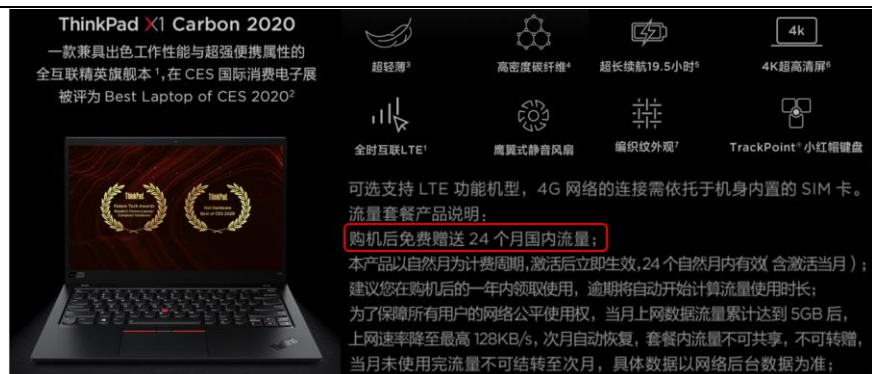 ThinkPad X1 Carbon 2020
一款兼具出色工作性能与超强便携属性的
全互联精英旗舰本¹,在 CES 国际消费电子展
被评为 Best Laptop of CES 2020²
ThinkPad
ThinkPad
Best of CES 2020
超轻薄³
高密度碳纤维⁴
超长续航19.5小时⁵
4k
4K超高清屏⁶
全时互联LTE¹
鹰翼式静音风扇
编织纹外观⁷
TrackPoint® 小红帽键盘
可选支持 LTE 功能机型，4G 网络的连接需依托于机身内置的 SIM 卡。
流量套餐产品说明：
购机后免费赠送 24 个月国内流量；
本产品以自然月为计费周期,激活后立即生效,24 个自然月内有效( 含激活当月 )；
建议您在购机后的一年内领取使用，逾期将自动开始计算流量使用时长；
为了保障所有用户的网络公平使用权，当月上网数据流量累计达到 5GB 后，
上网速率降至最高 128KB/s，次月自动恢复，套餐内流量不可共享，不可转赠，
当月未使用完流量不可结转至次月，具体数据以网络后台数据为准；